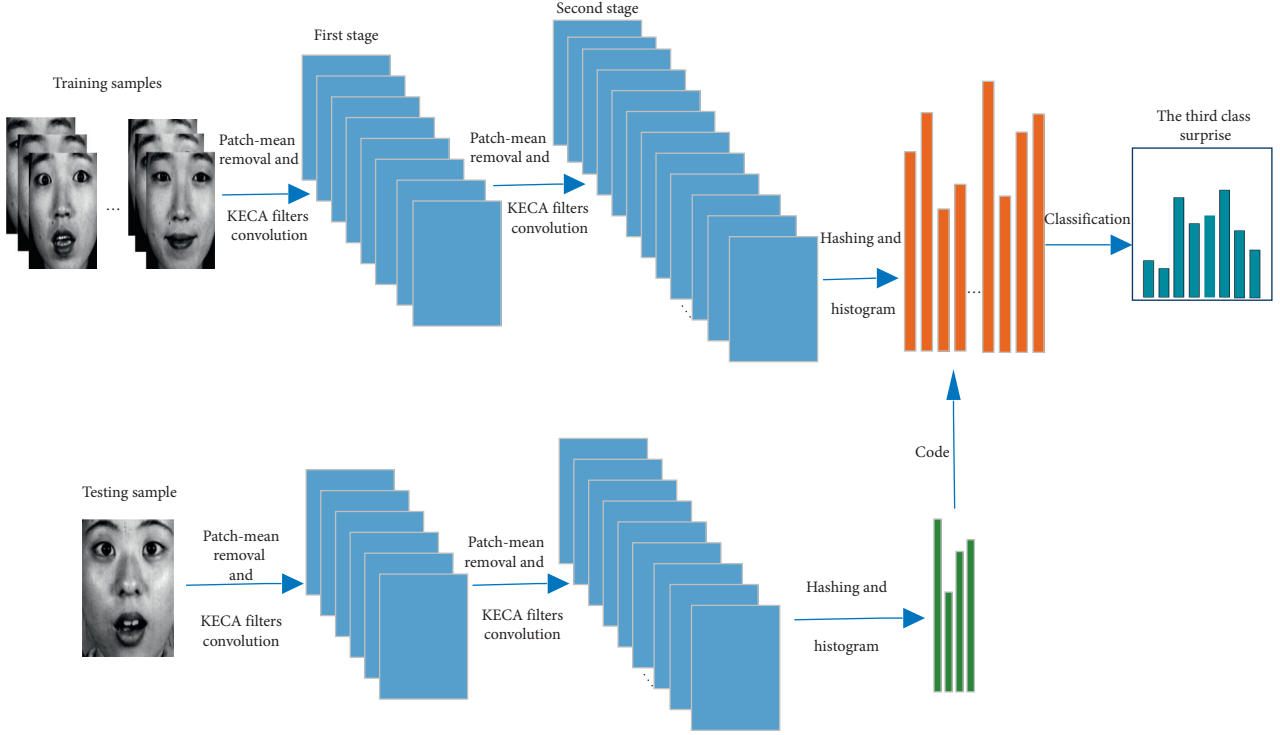 First stage
Second stage
Training samples
...
Patch-mean
removal and
KECA filters
convolution
Patch-mean
removal and
KECA filters
convolution
Hashing and
histogram
...
Classification
The third class
surprise
Code
Testing sample
Patch-mean
removal
and
KECA filters
convolution
Patch-mean
removal and
KECA filters
convolution
Hashing and
histogram